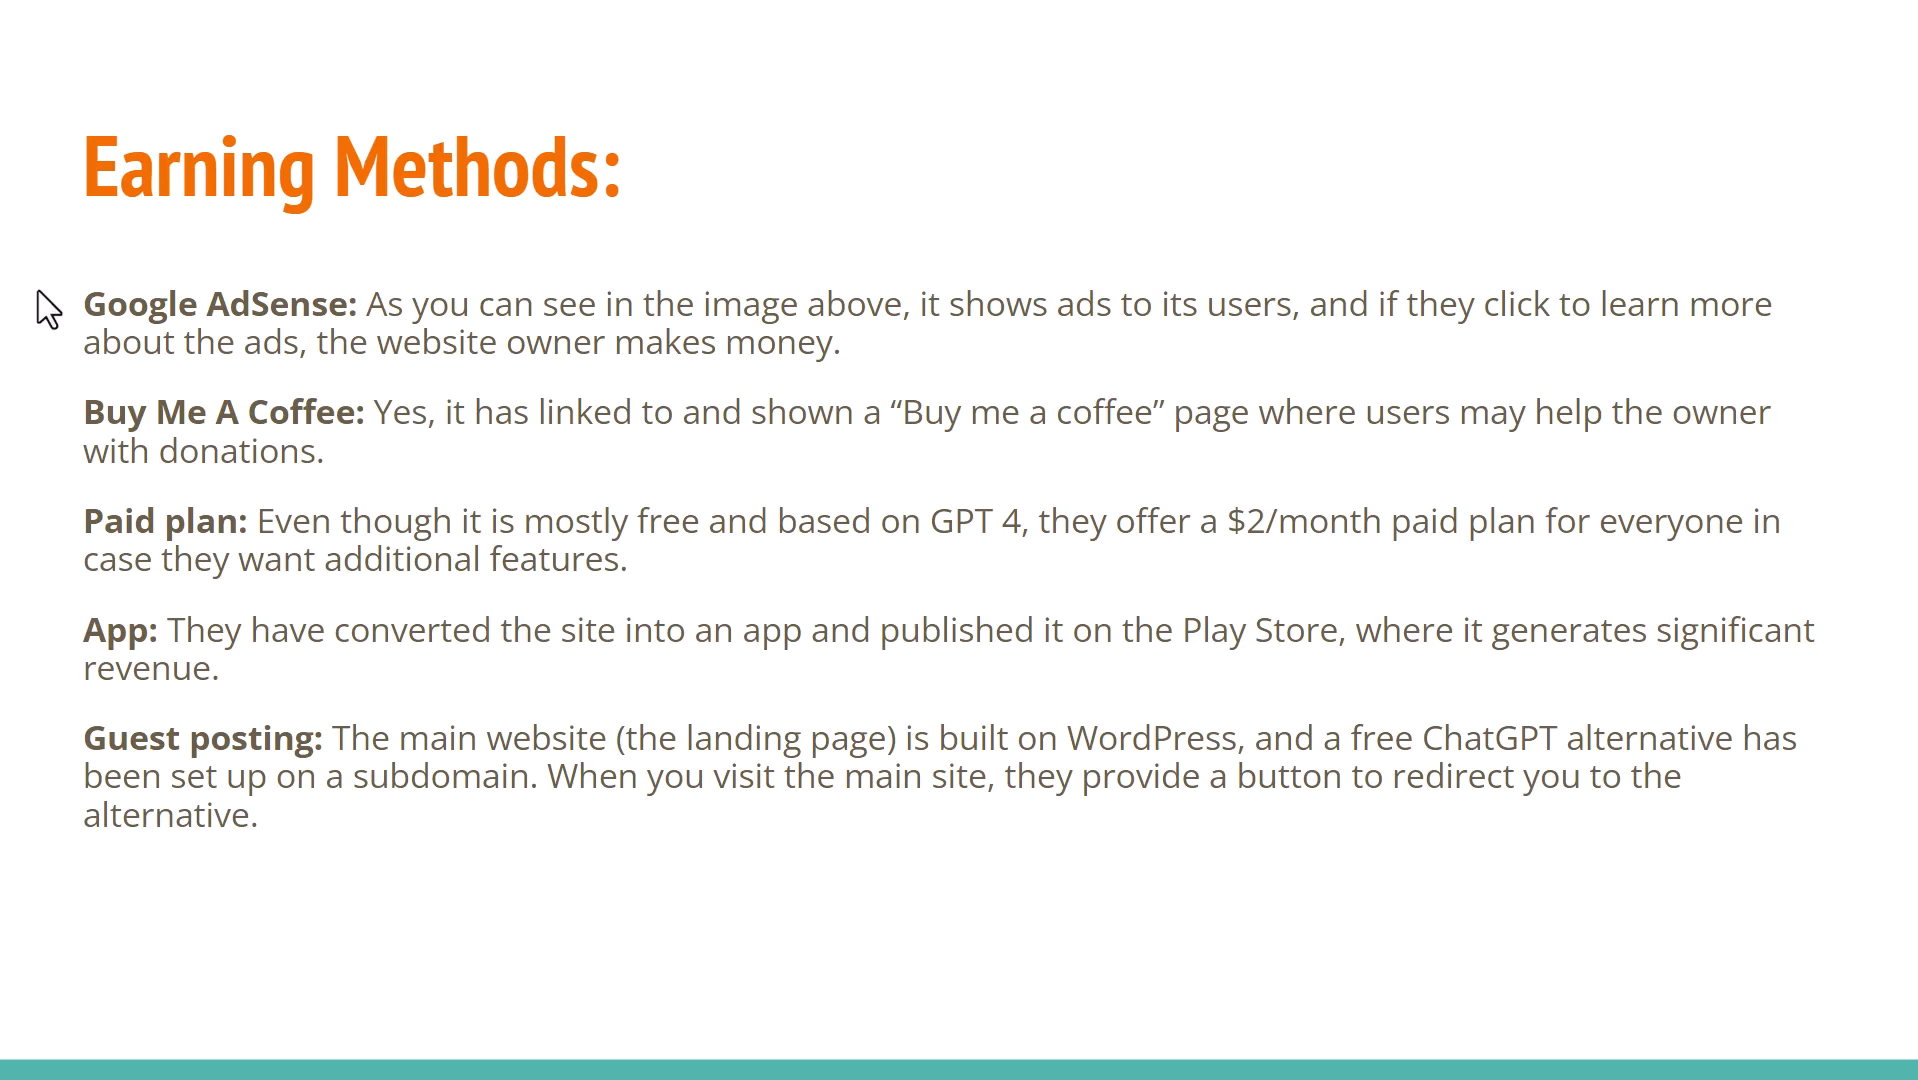 Earning Methods:
Google AdSense: As you can see in the image above, it shows ads to its users, and if they click to learn more
about the ads, the website owner makes money.
Buy Me A Coffee: Yes, it has linked to and shown a “Buy me a coffee” page where users may help the owner
with donations.
Paid plan: Even though it is mostly free and based on GPT 4, they offer a $2/month paid plan for everyone in
case they want additional features.
App: They have converted the site into an app and published it on the Play Store, where it generates significant
revenue.
Guest posting: The main website (the landing page) is built on WordPress, and a free ChatGPT alternative has
been set up on a subdomain. When you visit the main site, they provide a button to redirect you to the
alternative.